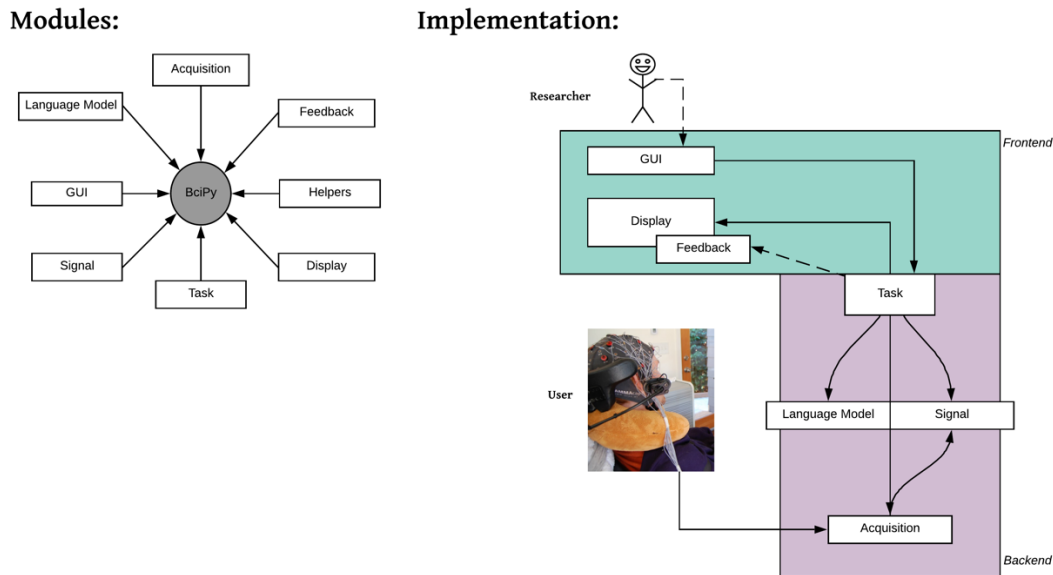 Modules:
Implementation:
Acquisition
Language Model
Feedback
GUI
BciPy
Helpers
Signal
Display
Task
Researcher
Frontend
GUI
Display
Feedback
Task
User
Language Model
Signal
Acquisition
Backend